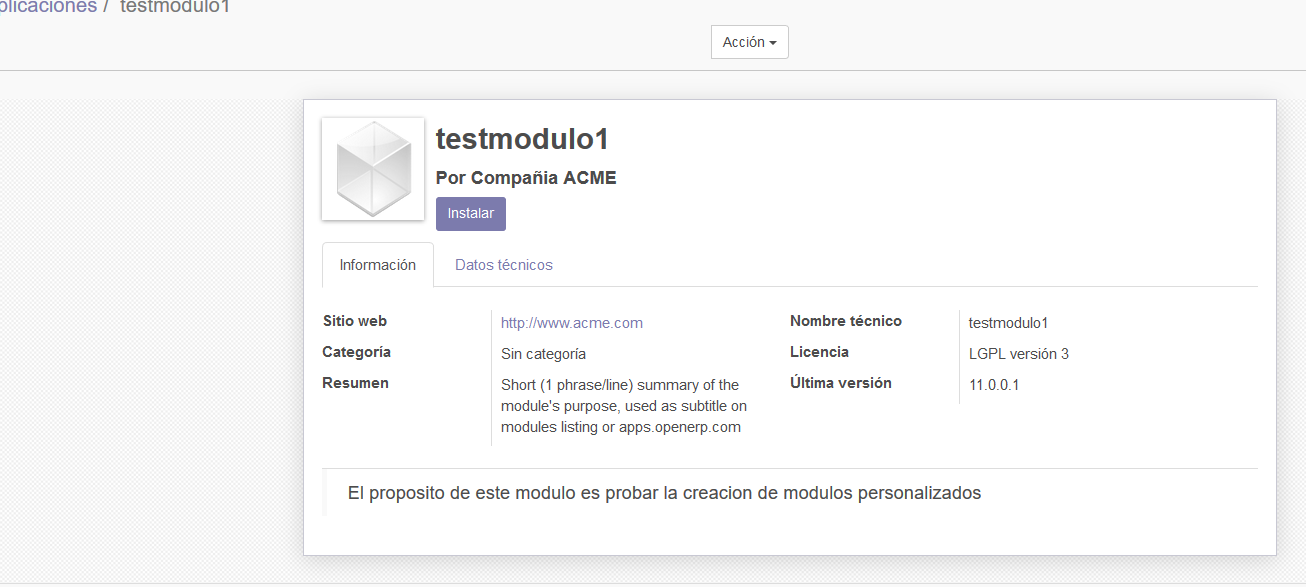 plicaciones / testmodulo1
Acción
testmodulo1
Por Compañia ACME
Instalar
Información
Datos técnicos
Sitio web
http://www.acme.com
Categoría
Sin categoría
Resumen
Short (1 phrase/line) summary of the
module's purpose, used as subtitle on
modules listing or apps.openerp.com
Nombre técnico
testmodulo1
Licencia
LGPL versión 3
Última versión
11.0.0.1
El proposito de este modulo es probar la creacion de modulos personalizados